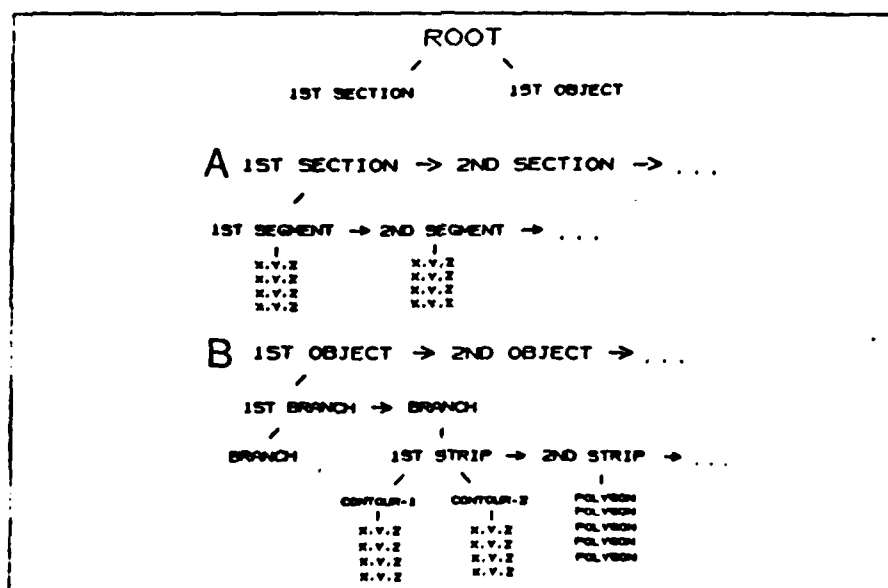 ROOT
1ST SECTION 1ST OBJECT
A 1ST SECTION → 2ND SECTION → ...
1ST SEGMENT → 2ND SEGMENT → ...
X.Y.Z X.Y.Z
X.Y.Z X.Y.Z
X.Y.Z X.Y.Z
X.Y.Z X.Y.Z
B 1ST OBJECT → 2ND OBJECT → ...
1ST BRANCH → BRANCH
BRANCH 1ST STRIP → 2ND STRIP → ...
CONTOUR-1 CONTOUR-2 POLYGON
POLYGON
X.Y.Z X.Y.Z POLYGON
X.Y.Z X.Y.Z POLYGON
X.Y.Z X.Y.Z POLYGON
X.Y.Z X.Y.Z